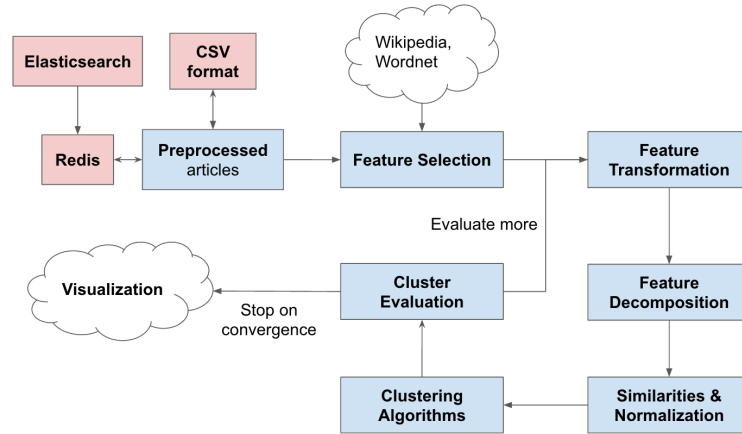 Elasticsearch
CSV
format
Wikipedia,
Wordnet
Redis
Preprocessed
articles
Feature Selection
Feature
Transformation
Evaluate more
Visualization
Stop on
convergence
Cluster
Evaluation
Feature
Decomposition
Clustering
Algorithms
Similarities &
Normalization